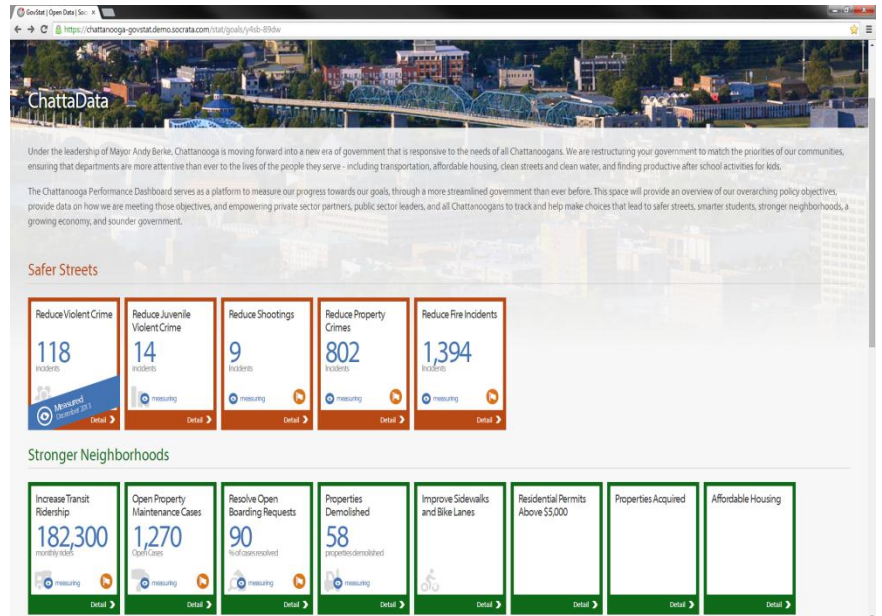 GovStat | Open Data | Soc
https://chattanooga-govstat.demo.socrata.com/stat/goals/y4sb-89dw
ChattaData
Under the leadership of Mayor Andy Berke, Chattanooga is moving forward into a new era of government that is responsive to the needs of all Chattanoogans. We are restructuring your government to match the priorities of our communities,
ensuring that departments are more attentive than ever to the lives of the people they serve - including transportation, affordable housing, clean streets and clean water, and finding productive after school activities for kids.
The Chattanooga Performance Dashboard serves as a platform to measure our progress towards our goals, through a more streamlined government than ever before. This space will provide an overview of our overarching policy objectives,
provide data on how we are meeting those objectives, and empowering private sector partners, public sector leaders, and all Chattanoogans to track and help make choices that lead to safer streets, smarter students, stronger neighborhoods, a
growing economy, and sounder government.
Safer Streets
Reduce Violent Crime
118
Incidents
Measured
December 2013
Detail
Reduce Juvenile
Violent Crime
14
Incidents
measuring
Detail
Reduce Shootings
9
Incidents
measuring
Detail
Reduce Property
Crimes
802
Incidents
measuring
Detail
Reduce Fire Incidents
1,394
Incidents
measuring
Detail
Stronger Neighborhoods
Increase Transit
Ridership
182,300
monthly riders
measuring
Detail
Open Property
Maintenance Cases
1,270
Open Cases
measuring
Detail
Resolve Open
Boarding Requests
90
% of cases resolved
measuring
Detail
Properties
Demolished
58
properties demolished
measuring
Detail
Improve Sidewalks
and Bike Lanes
Detail
Residential Permits
Above $5,000
Detail
Properties Acquired
Detail
Affordable Housing
Detail